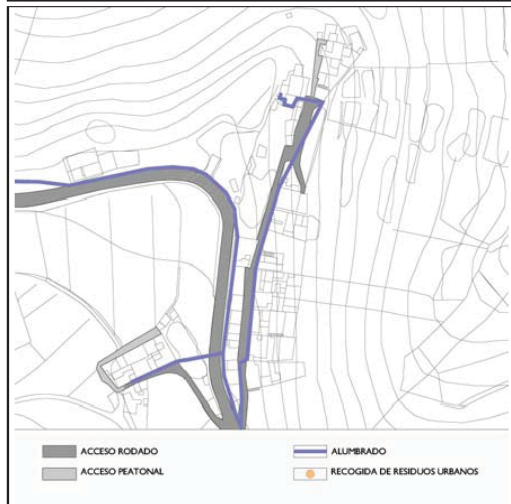 ACCESO RODADO
ALUMBRADO
ACCESO PEATONAL
RECOGIDA DE RESIDUOS URBANOS